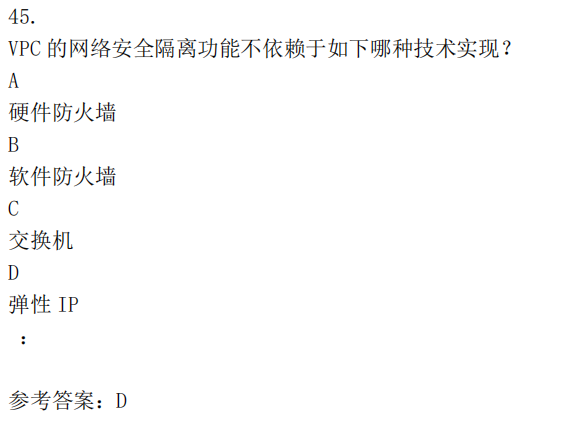 45.
VPC 的网络安全隔离功能不依赖于如下哪种技术实现？
A
硬件防火墙
B
软件防火墙
C
交换机
D
弹性 IP
：
参考答案：D